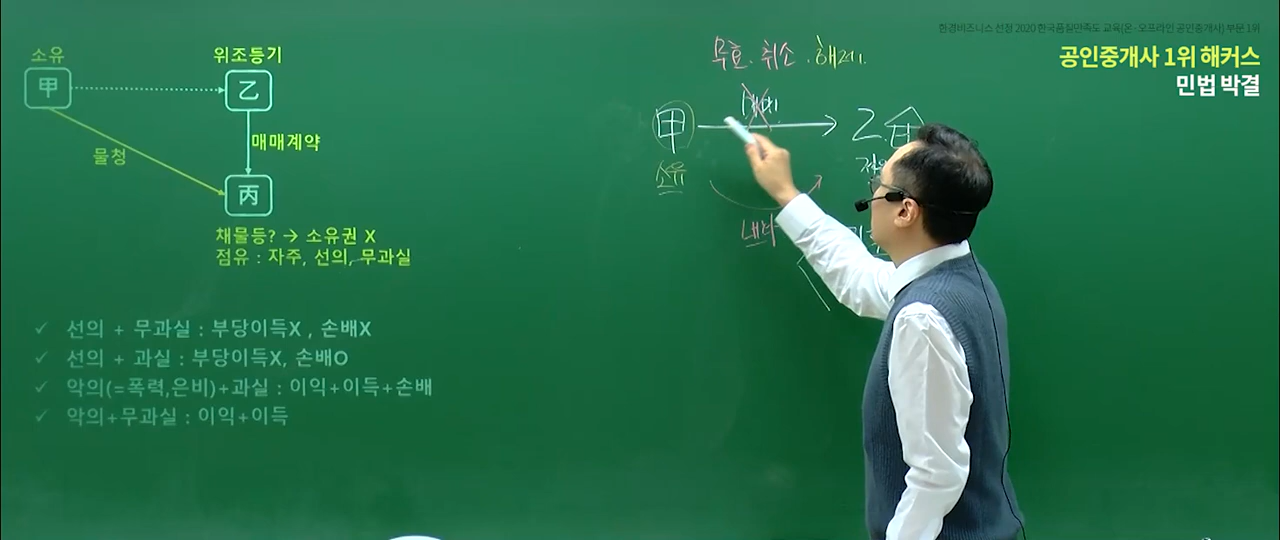 한경비즈니스 선정 2020 한국품질만족도 교육(온·오프라인 공인중개사) 부문 1위
공인중개사 1위 해커스
민법 박결
소유
甲
위조등기
乙
물청
매매계약
丙
채물등? → 소유권 X
점유 : 자주, 선의, 무과실
✓ 선의 + 무과실 : 부당이득X , 손배X
✓ 선의 + 과실 : 부당이득X, 손배O
✓ 악의(=폭력,은비)+과실 : 이익+이득+손배
✓ 악의+무과실 : 이익+이득
무효. 취소 . 해제.
甲
乙.
소유